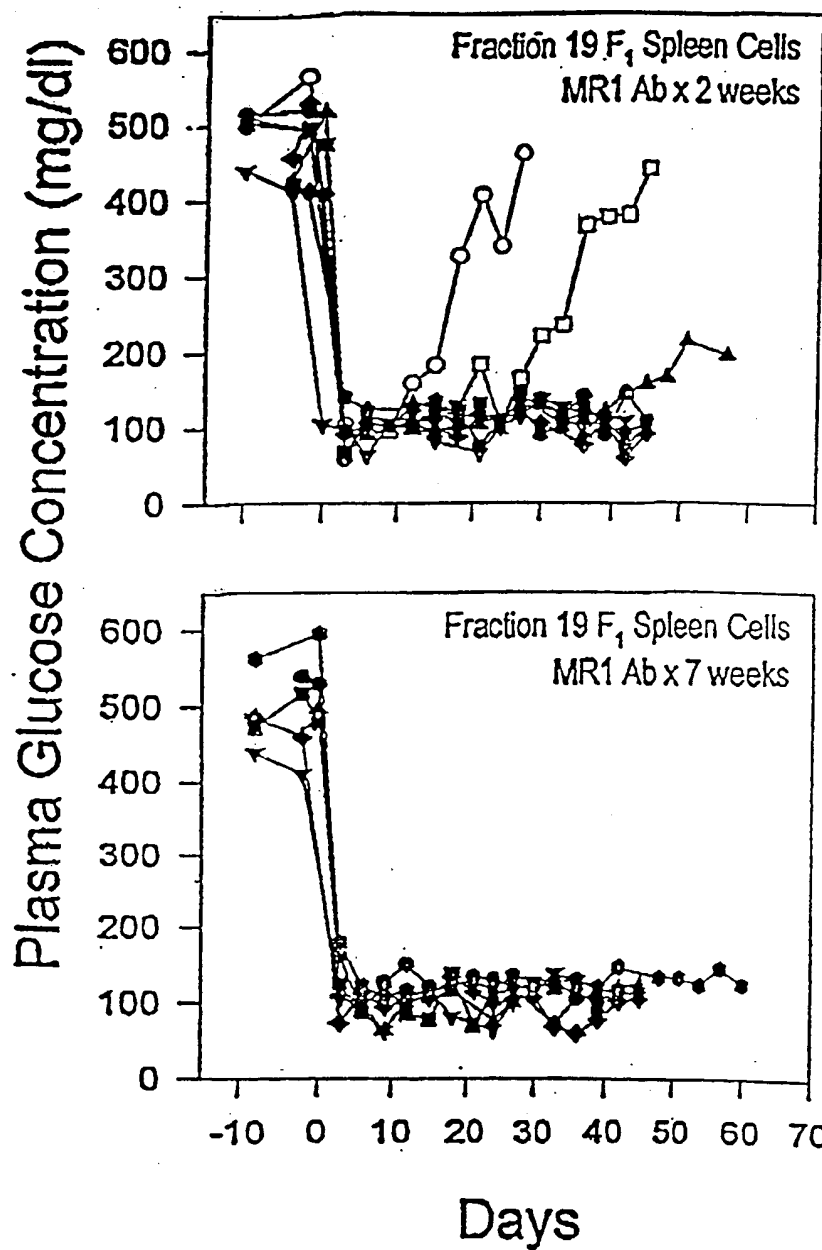 Plasma Glucose Concentration (mg/dl)
Fraction 19 F₁ Spleen Cells
MR1 Ab x 2 weeks
600
500
400
300
200
100
0
Fraction 19 F₁ Spleen Cells
MR1 Ab x 7 weeks
600
500
400
300
200
100
0
-10 0 10 20 30 40 50 60 70
Days